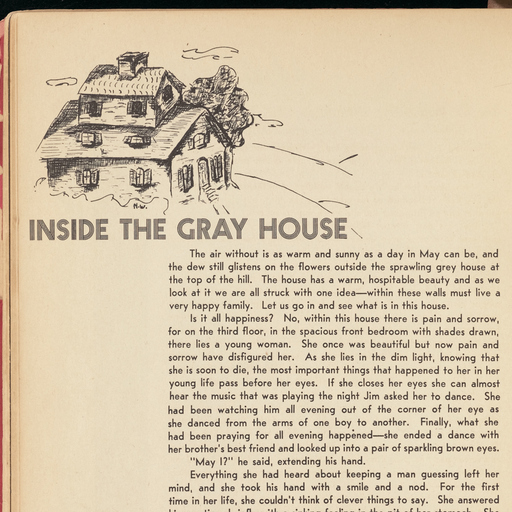 H.W.
INSIDE THE GRAY HOUSE
The air without is as warm and sunny as a day in May can be, and
the dew still glistens on the flowers outside the sprawling grey house at
the top of the hill. The house has a warm, hospitable beauty and as we
look at it we are all struck with one idea—within these walls must live a
very happy family. Let us go in and see what is in this house.
Is it all happiness? No, within this house there is pain and sorrow,
for on the third floor, in the spacious front bedroom with shades drawn,
there lies a young woman. She once was beautiful but now pain and
sorrow have disfigured her. As she lies in the dim light, knowing that
she is soon to die, the most important things that happened to her in her
young life pass before her eyes. If she closes her eyes she can almost
hear the music that was playing the night Jim asked her to dance. She
had been watching him all evening out of the corner of her eye as
she danced from the arms of one boy to another. Finally, what she
had been praying for all evening happened—she ended a dance with
her brother's best friend and looked up into a pair of sparkling brown eyes.
"May I?" he said, extending his hand.
Everything she had heard about keeping a man guessing left her
mind, and she took his hand with a smile and a nod. For the first
time in her life, she couldn't think of clever things to say. She answered